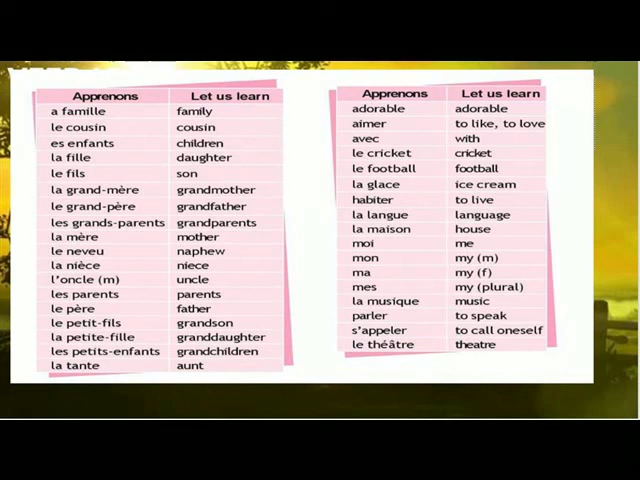 Apprenons Let us learn
a famille family
le cousin cousin
es enfants children
la fille daughter
le fils son
la grand-mère grandmother
le grand-père grandfather
les grands-parents grandparents
la mère mother
le neveu naphew
la nièce niece
l'oncle (m) uncle
les parents parents
le père father
le petit-fils grandson
la petite-fille granddaughter
les petits-enfants grandchildren
la tante aunt
Apprenons Let us learn
adorable adorable
aimer to like, to love
avec with
le cricket cricket
le football football
la glace ice cream
habiter to live
la langue language
la maison house
moi me
mon my (m)
ma my (f)
mes my (plural)
la musique music
parler to speak
s'appeler to call oneself
le théâtre theatre